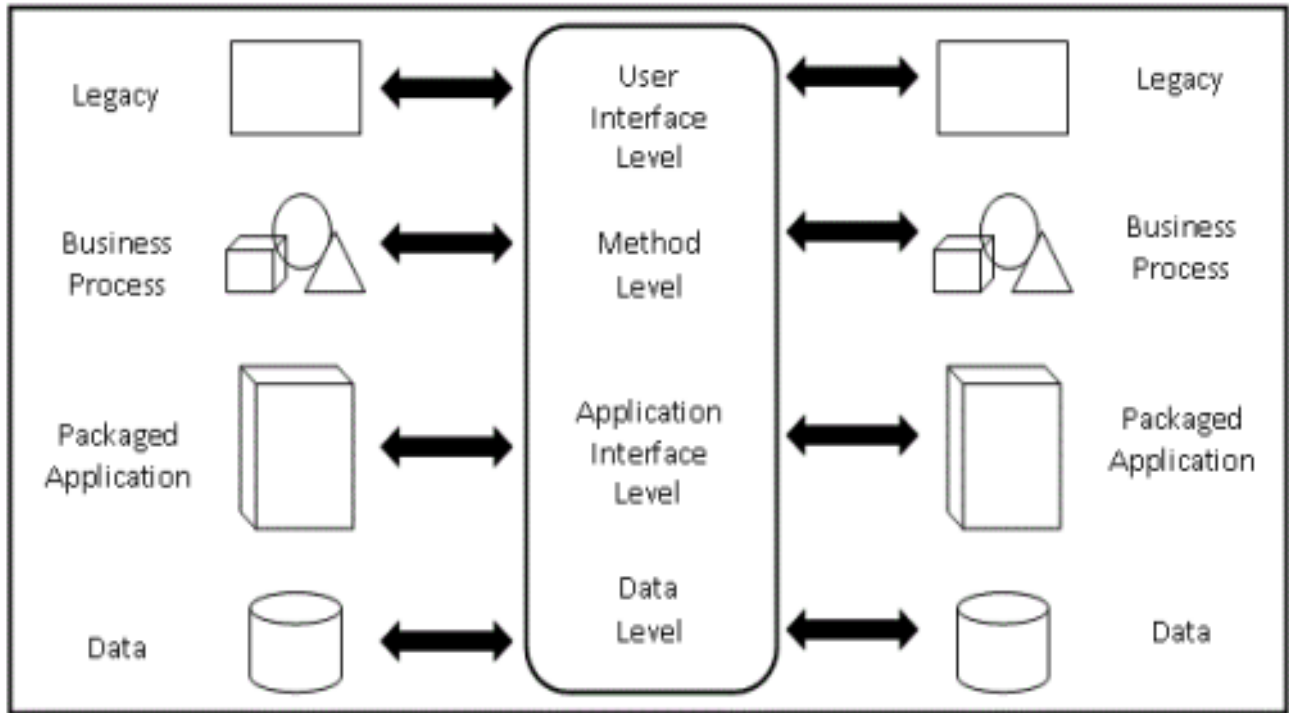 Legacy
User
Interface
Level
Legacy
Business
Process
Method
Level
Business
Process
Packaged
Application
Application
Interface
Level
Packaged
Application
Data
Data
Level
Data